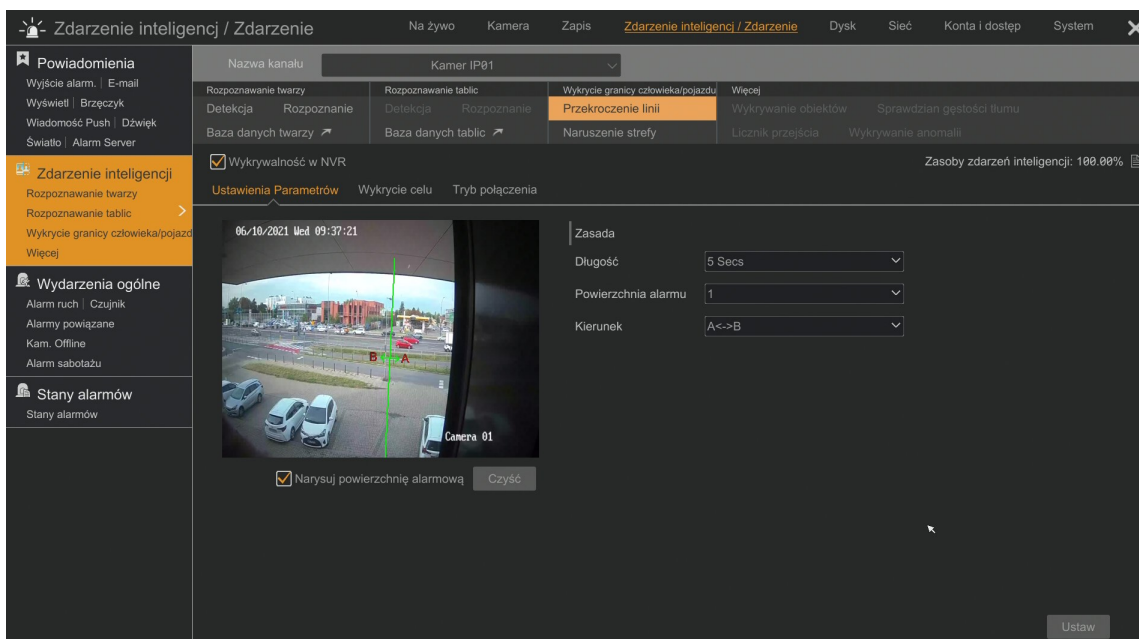 Zdarzenie inteligencj / Zdarzenie
Na żywo Kamera Zapis Zdarzenie inteligencj / Zdarzenie Dysk Sieć Konta i dostęp System
Powiadomienia
Wyjście alarm. | E-mail
Wyświetl | Brzęczyk
Wiadomość Push | Dźwięk
Światło | Alarm Server
Zdarzenie inteligencji
Rozpoznawanie twarzy
Rozpoznawanie tablic
Wykrycie granicy człowieka/pojazd
Więcej
Wydarzenia ogólne
Alarm ruch | Czujnik
Alarmy powiązane
Kam. Offline
Alarm sabotażu
Stany alarmów
Stany alarmów
Nazwa kanału Kamer IP01
Rozpoznawanie twarzy
Detekcja Rozpoznanie
Baza danych twarzy
Rozpoznawanie tablic
Detekcja Rozpoznanie
Baza danych tablic
Wykrycie granicy człowieka/pojazdu
Przekroczenie linii
Naruszenie strefy
Więcej
Wykrywanie obiektów Sprawdzian gęstości tłumu
Licznik przejścia Wykrywanie anomalii
Wykrywalność w NVR
Zasoby zdarzeń inteligencji: 100.00%
Ustawienia Parametrów Wykrycie celu Tryb połączenia
06/10/2021 Wed 09:37:21
B A
Camera 01
Narysuj powierzchnię alarmową Czyść
Zasada
Długość 5 Secs
Powierzchnia alarmu 1
Kierunek A<->B
Ustaw